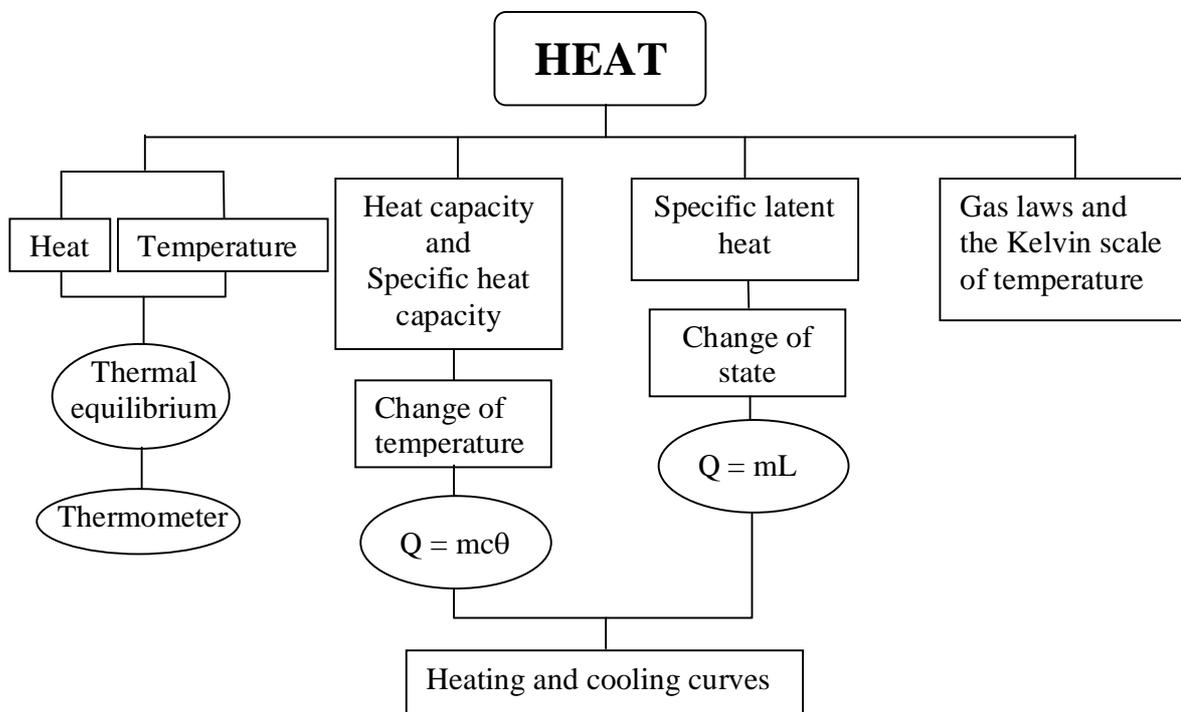 HEAT
Heat
Temperature
Thermal
equilibrium
Thermometer
Heat capacity
and
Specific heat
capacity
Change of
temperature
Q = mcθ
Specific latent
heat
Change of
state
Q = mL
Gas laws and
the Kelvin scale
of temperature
Heating and cooling curves